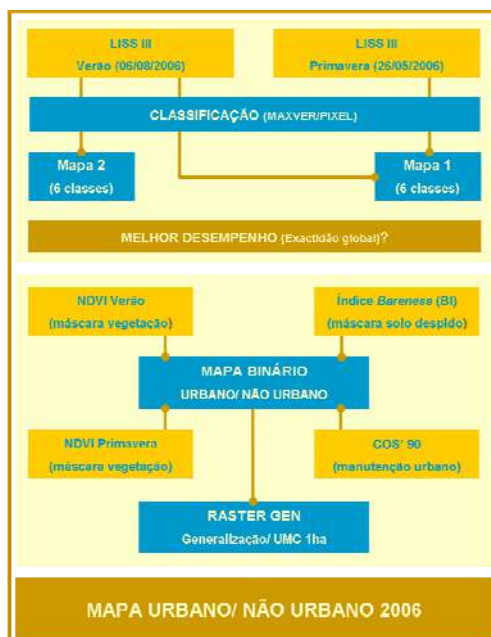 LISS III
Verão (06/08/2006)
LISS III
Primavera (26/05/2006)
CLASSIFICAÇÃO (MAXVER/PIXEL)
Mapa 2
(6 classes)
Mapa 1
(6 classes)
MELHOR DESEMPENHO (Exactidão global)?
NDVI Verão
(máscara vegetação)
Índice Bareness (BI)
(máscara solo despido)
MAPA BINÁRIO
URBANO/ NÃO URBANO
NDVI Primavera
(máscara vegetação)
COS' 90
(manutenção urbano)
RASTER GEN
Generalização/ UMC 1ha
MAPA URBANO/ NÃO URBANO 2006